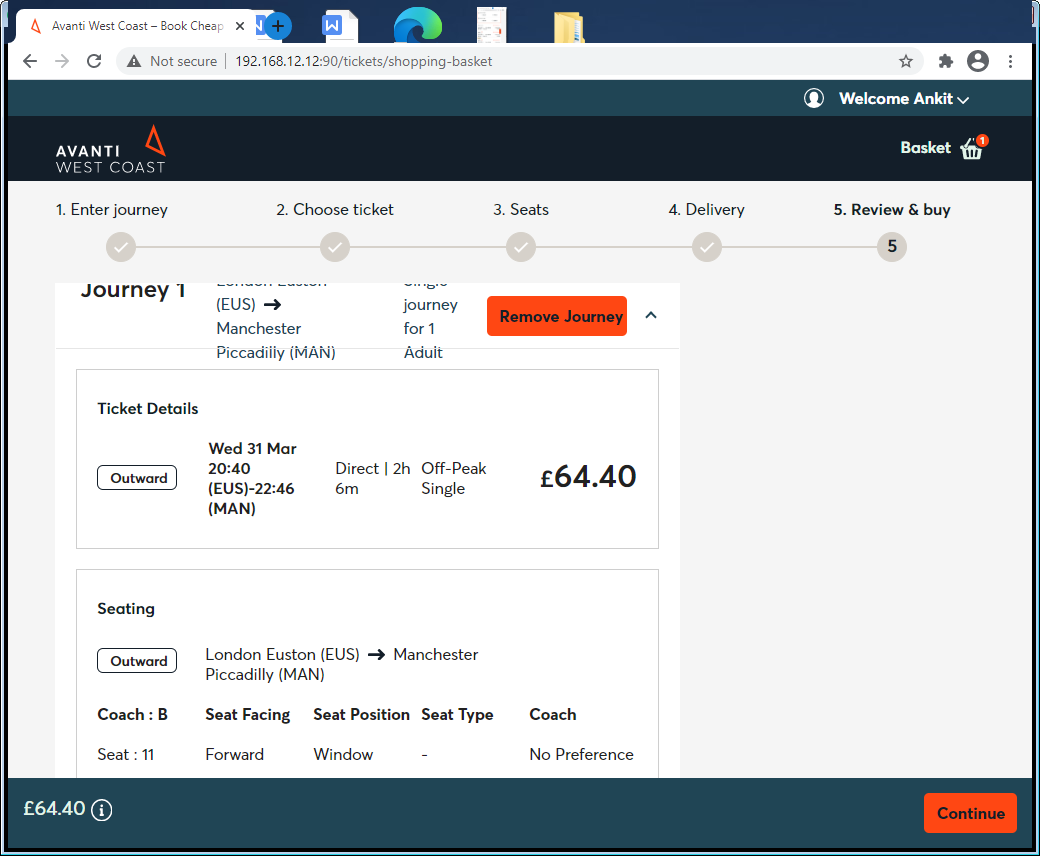 Avanti West Coast – Book Cheap
Not secure 192.168.12.12:90/tickets/shopping-basket
Welcome Ankit
AVANTI
WEST COAST
Basket 1
1. Enter journey 2. Choose ticket 3. Seats 4. Delivery 5. Review & buy
5
Journey 1
London Euston
(EUS) → 
Manchester
Piccadilly (MAN)
Single
journey
for 1
Adult
Remove Journey
Ticket Details
Outward
Wed 31 Mar
20:40
(EUS)-22:46
(MAN)
Direct | 2h
6m
Off-Peak
Single
£64.40
Seating
Outward
London Euston (EUS) → Manchester
Piccadilly (MAN)
Coach : B Seat Facing Seat Position Seat Type Coach
Seat : 11 Forward Window - No Preference
£64.40 i
Continue